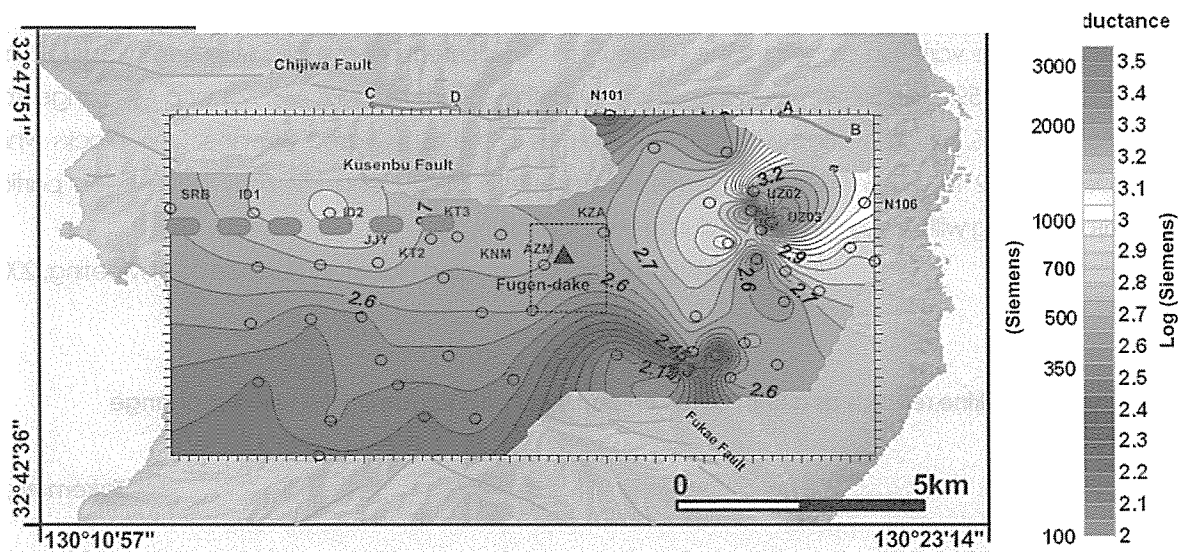 ductance
32°47'51"
Chijiwa Fault
C
D
N101
A
B
Kusenbu Fault
SRB
ID1
ID2
KT3
KZA
3.2
UZ02
UZ03
N106
JJY
KT2
KNM
AZM
2.7
2.9
2.6
2.7
Fugen-dake
2.6
2.6
2.6
Fukae Fault
32°42'36"
0
5km
130°10'57"
130°23'14"
3000
2000
1000
700
500
350
100
(Siemens)
3.5
3.4
3.3
3.2
3.1
3
2.9
2.8
2.7
2.6
2.5
2.4
2.3
2.2
2.1
2
Log (Siemens)